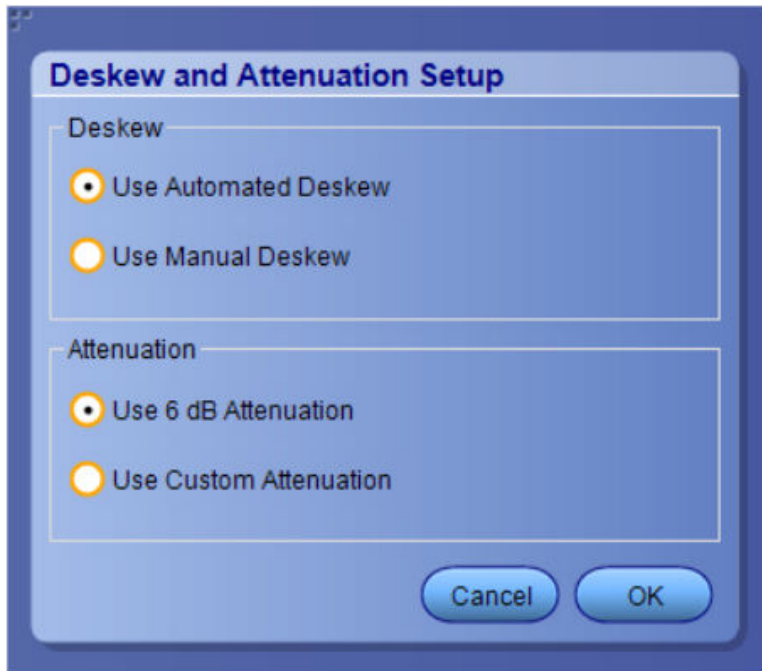 Deskew and Attenuation Setup
Deskew
Use Automated Deskew
Use Manual Deskew
Attenuation
Use 6 dB Attenuation
Use Custom Attenuation
Cancel OK